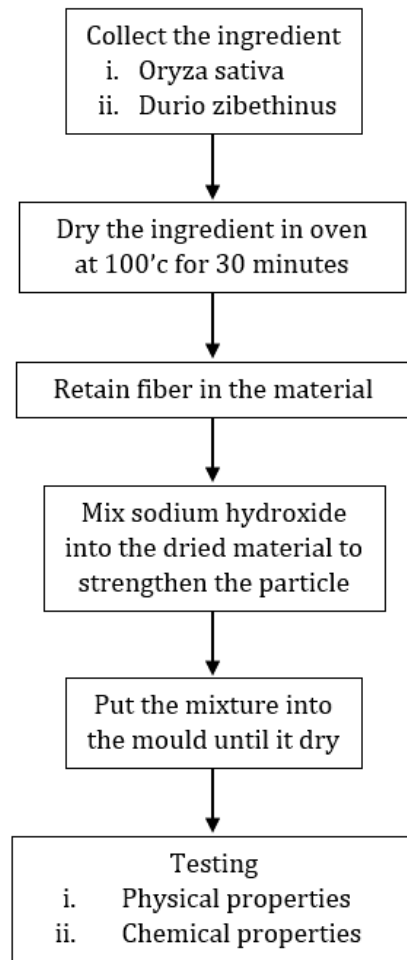 Collect the ingredient
i. Oryza sativa
ii. Durio zibethinus
Dry the ingredient in oven
at 100'c for 30 minutes
Retain fiber in the material
Mix sodium hydroxide
into the dried material to
strengthen the particle
Put the mixture into
the mould until it dry
Testing
i. Physical properties
ii. Chemical properties